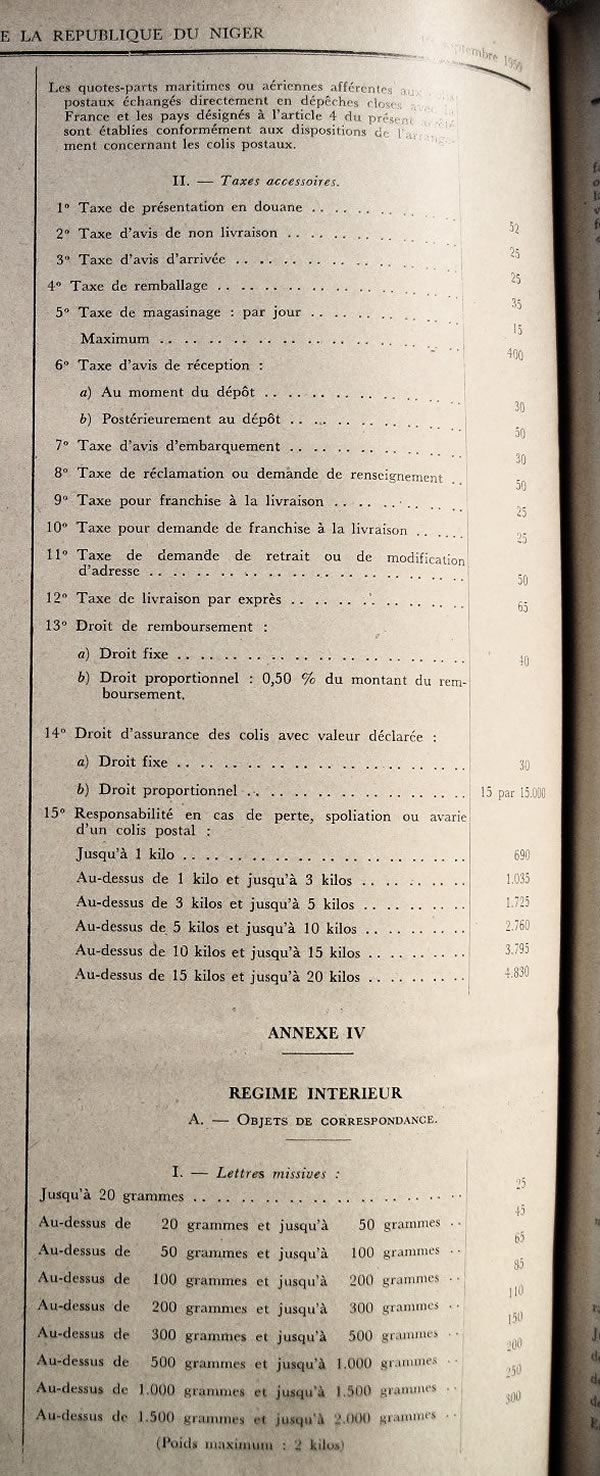 E LA REPUBLIQUE DU NIGER
septembre 1959
Les quotes-parts maritimes ou aériennes afférentes aux colis
postaux échangés directement en dépêches closes avec la
France et les pays désignés à l'article 4 du présent arrêté
sont établies conformément aux dispositions de l'arrange-
ment concernant les colis postaux.
II. — Taxes accessoires.
1° Taxe de présentation en douane .......... 52
2° Taxe d'avis de non livraison .......... 25
3° Taxe d'avis d'arrivée .......... 25
4° Taxe de remballage .......... 35
5° Taxe de magasinage : par jour .......... 15
Maximum .......... 400
6° Taxe d'avis de réception :
a) Au moment du dépôt .......... 30
b) Postérieurement au dépôt .......... 50
7° Taxe d'avis d'embarquement .......... 30
8° Taxe de réclamation ou demande de renseignement .. 50
9° Taxe pour franchise à la livraison .......... 25
10° Taxe pour demande de franchise à la livraison ...... 25
11° Taxe de demande de retrait ou de modification
d'adresse .......... 50
12° Taxe de livraison par exprès .......... 65
13° Droit de remboursement :
a) Droit fixe .......... 40
b) Droit proportionnel : 0,50 % du montant du rem-
boursement.
14° Droit d'assurance des colis avec valeur déclarée :
a) Droit fixe .......... 30
b) Droit proportionnel .......... 15 par 15.000
15° Responsabilité en cas de perte, spoliation ou avarie
d'un colis postal :
Jusqu'à 1 kilo .......... 690
Au-dessus de 1 kilo et jusqu'à 3 kilos .......... 1.035
Au-dessus de 3 kilos et jusqu'à 5 kilos .......... 1.725
Au-dessus de 5 kilos et jusqu'à 10 kilos .......... 2.760
Au-dessus de 10 kilos et jusqu'à 15 kilos .......... 3.795
Au-dessus de 15 kilos et jusqu'à 20 kilos .......... 4.830
ANNEXE IV
REGIME INTERIEUR
A. — OBJETS DE CORRESPONDANCE.
I. — Lettres missives :
Jusqu'à 20 grammes .......... 25
Au-dessus de 20 grammes et jusqu'à 50 grammes .. 45
Au-dessus de 50 grammes et jusqu'à 100 grammes .. 65
Au-dessus de 100 grammes et jusqu'à 200 grammes .. 85
Au-dessus de 200 grammes et jusqu'à 300 grammes .. 110
Au-dessus de 300 grammes et jusqu'à 500 grammes .. 150
Au-dessus de 500 grammes et jusqu'à 1.000 grammes .. 200
Au-dessus de 1.000 grammes et jusqu'à 1.500 grammes .. 250
Au-dessus de 1.500 grammes et jusqu'à 2.000 grammes .. 300
(Poids maximum : 2 kilos)